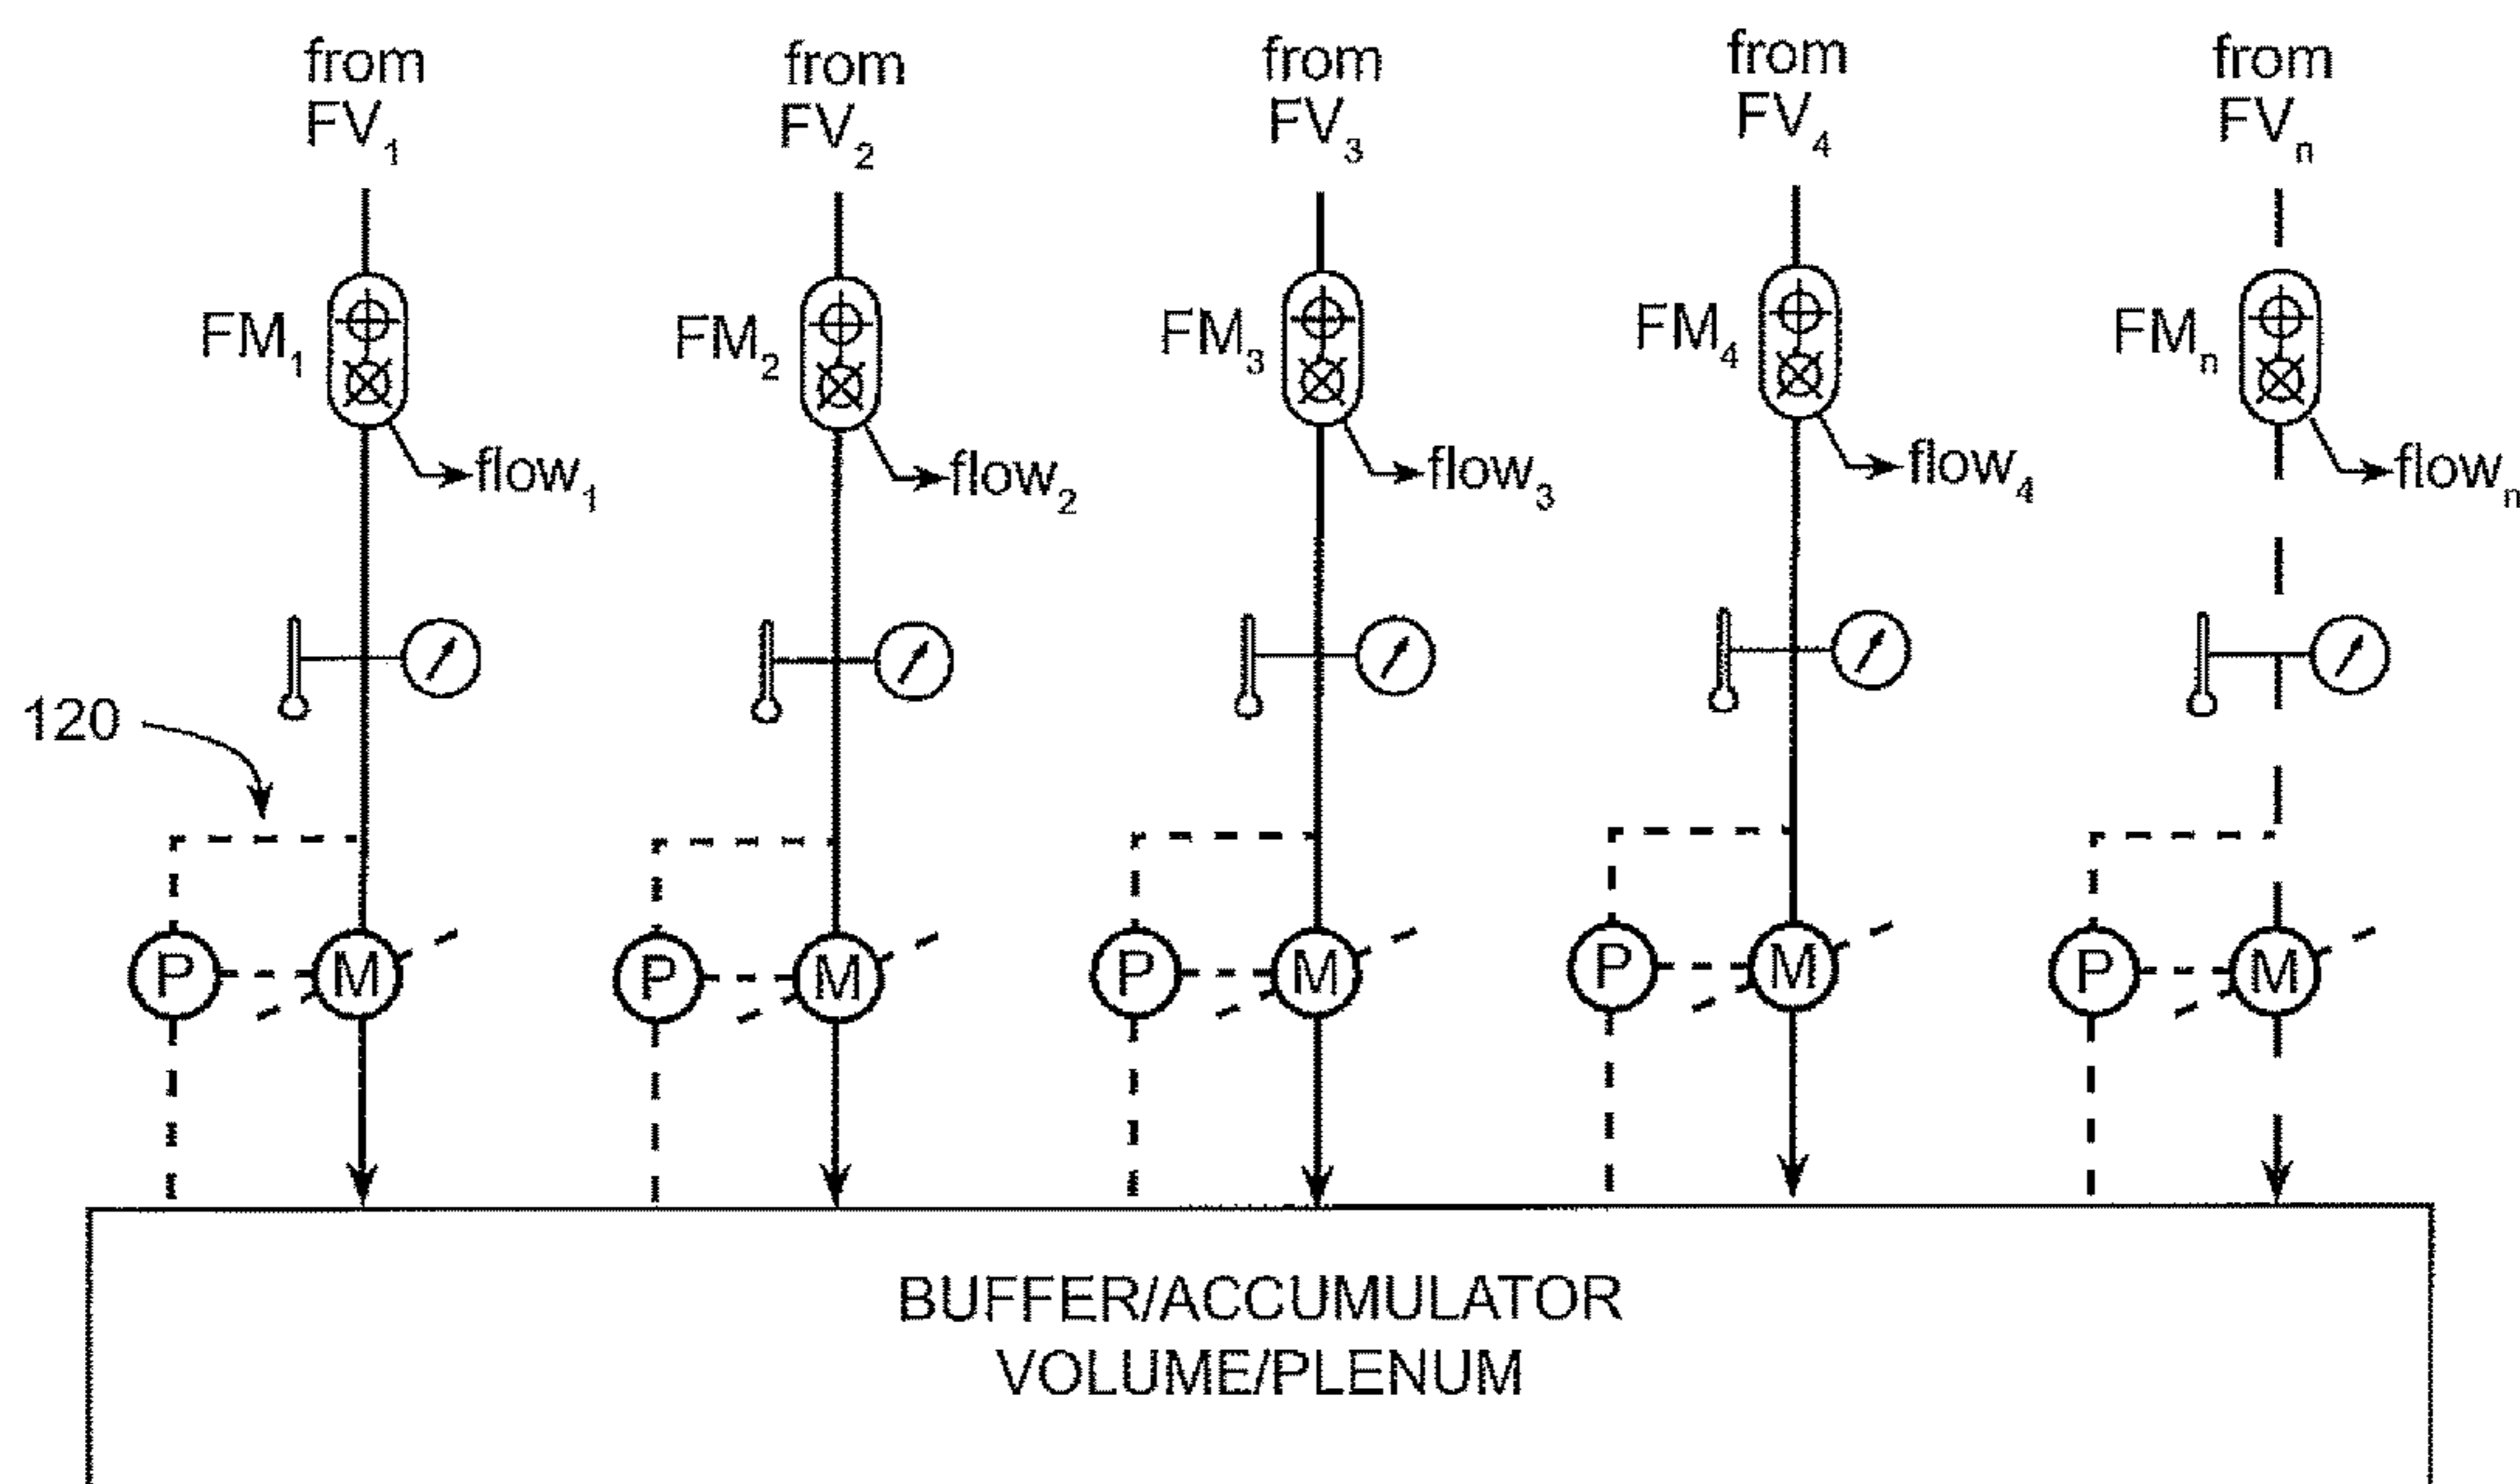 from from from from from
FV₁ FV₂ FV₃ FV₄ FVₙ
FM₁ FM₂ FM₃ FM₄ FMₙ
flow₁ flow₂ flow₃ flow₄ flowₙ
120
P M P M P M P M P M
BUFFER/ACCUMULATOR
VOLUME/PLENUM